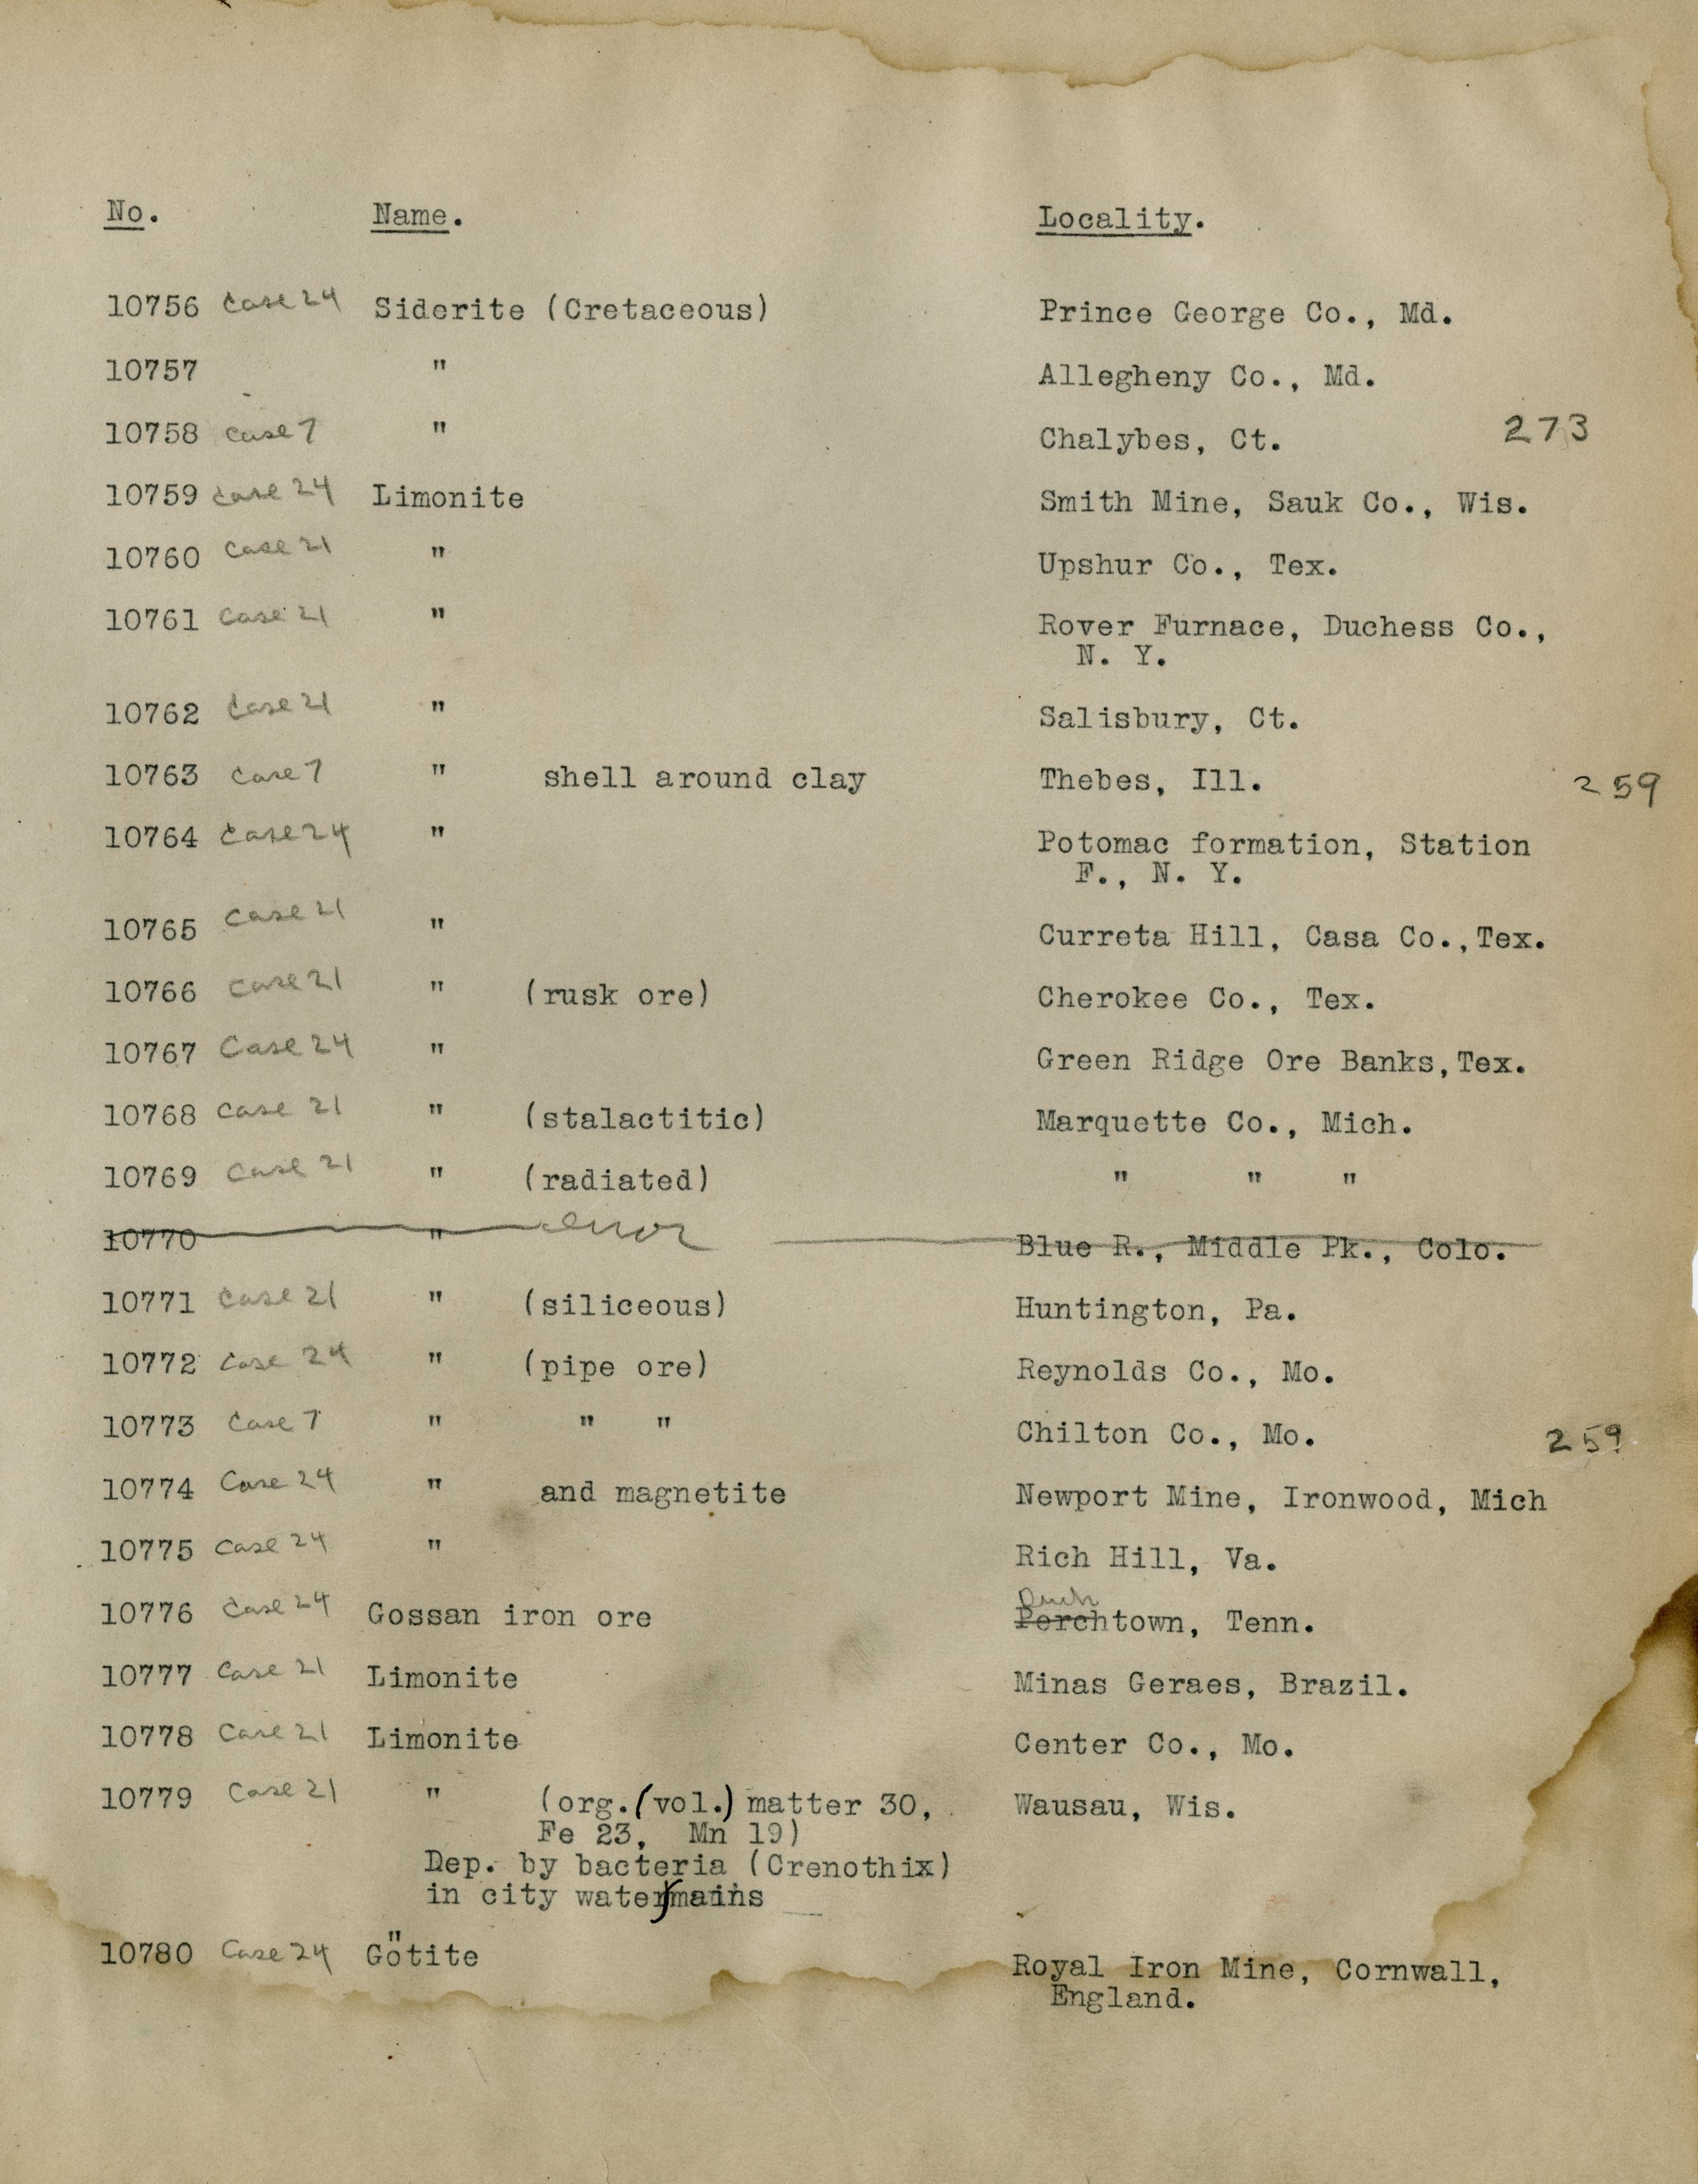 No. Name. Locality.
10756 Case 24 Siderite (Cretaceous) Prince George Co., Md.
10757 " Allegheny Co., Md.
10758 Case 7 " Chalybes, Ct. 273
10759 Case 24 Limonite Smith Mine, Sauk Co., Wis.
10760 Case 21 " Upshur Co., Tex.
10761 Case 21 " Rover Furnace, Duchess Co.,
N. Y.
10762 Case 21 " Salisbury, Ct.
10763 Case 7 " shell around clay Thebes, Ill. 259
10764 Case 24 " Potomac formation, Station
F., N. Y.
10765 Case 21 " Curreta Hill, Casa Co.,Tex.
10766 Case 21 " (rusk ore) Cherokee Co., Tex.
10767 Case 24 " Green Ridge Ore Banks,Tex.
10768 Case 21 " (stalactitic) Marquette Co., Mich.
10769 Case 21 " (radiated) " " "
10770 " error Blue R., Middle Pk., Colo.
10771 Case 21 " (siliceous) Huntington, Pa.
10772 Case 24 " (pipe ore) Reynolds Co., Mo.
10773 Case 7 " " " Chilton Co., Mo. 259
10774 Case 24 " and magnetite Newport Mine, Ironwood, Mich
10775 Case 24 " Rich Hill, Va.
10776 Case 24 Gossan iron ore Perchtown, Tenn.
10777 Case 21 Limonite Minas Geraes, Brazil.
10778 Case 21 Limonite Center Co., Mo.
10779 Case 21 " (org.(vol.) matter 30, Wausau, Wis.
Fe 23, Mn 19)
Dep. by bacteria (Crenothix)
in city water mains
10780 Case 24 Götite Royal Iron Mine, Cornwall,
England.